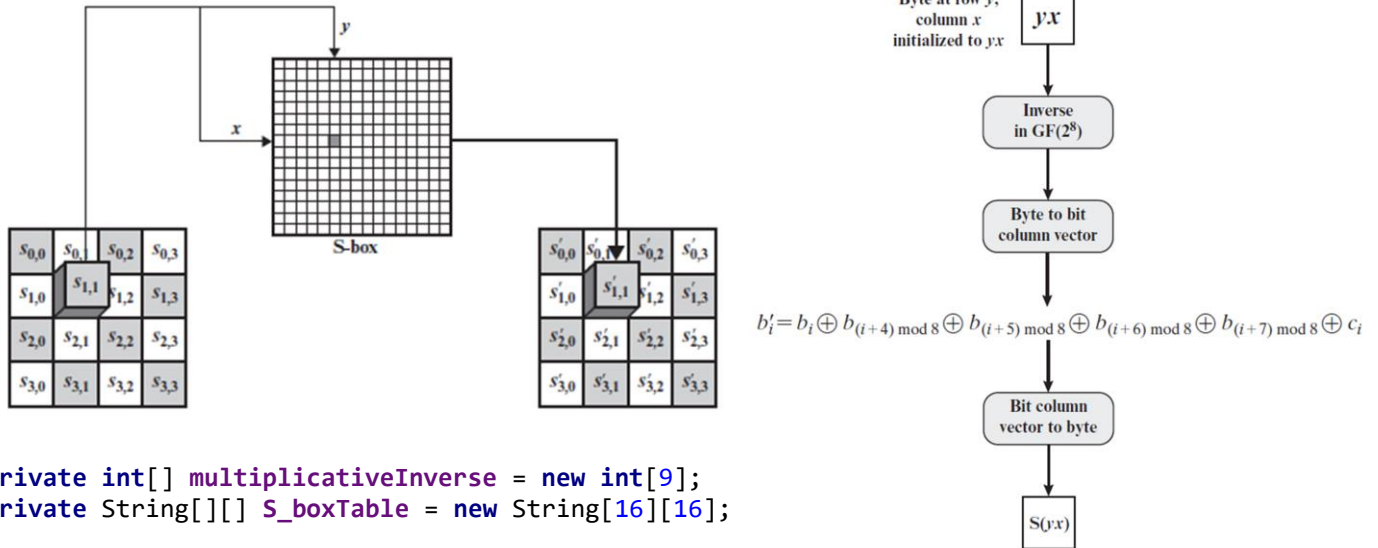 y
x
S-box
s0,0 s0,1 s0,2 s0,3
s1,0 s1,1 s1,2 s1,3
s2,0 s2,1 s2,2 s2,3
s3,0 s3,1 s3,2 s3,3
s′0,0 s′0,1 s′0,2 s′0,3
s′1,0 s′1,1 s′1,2 s′1,3
s′2,0 s′2,1 s′2,2 s′2,3
s′3,0 s′3,1 s′3,2 s′3,3
rivate int[] multiplicativeInverse = new int[9];
rivate String[][] S_boxTable = new String[16][16];
Byte at row y,
column x
initialized to yx
yx
Inverse
in GF(2⁸)
Byte to bit
column vector
b′i = bi ⊕ b(i+4) mod 8 ⊕ b(i+5) mod 8 ⊕ b(i+6) mod 8 ⊕ b(i+7) mod 8 ⊕ ci
Bit column
vector to byte
S(yx)